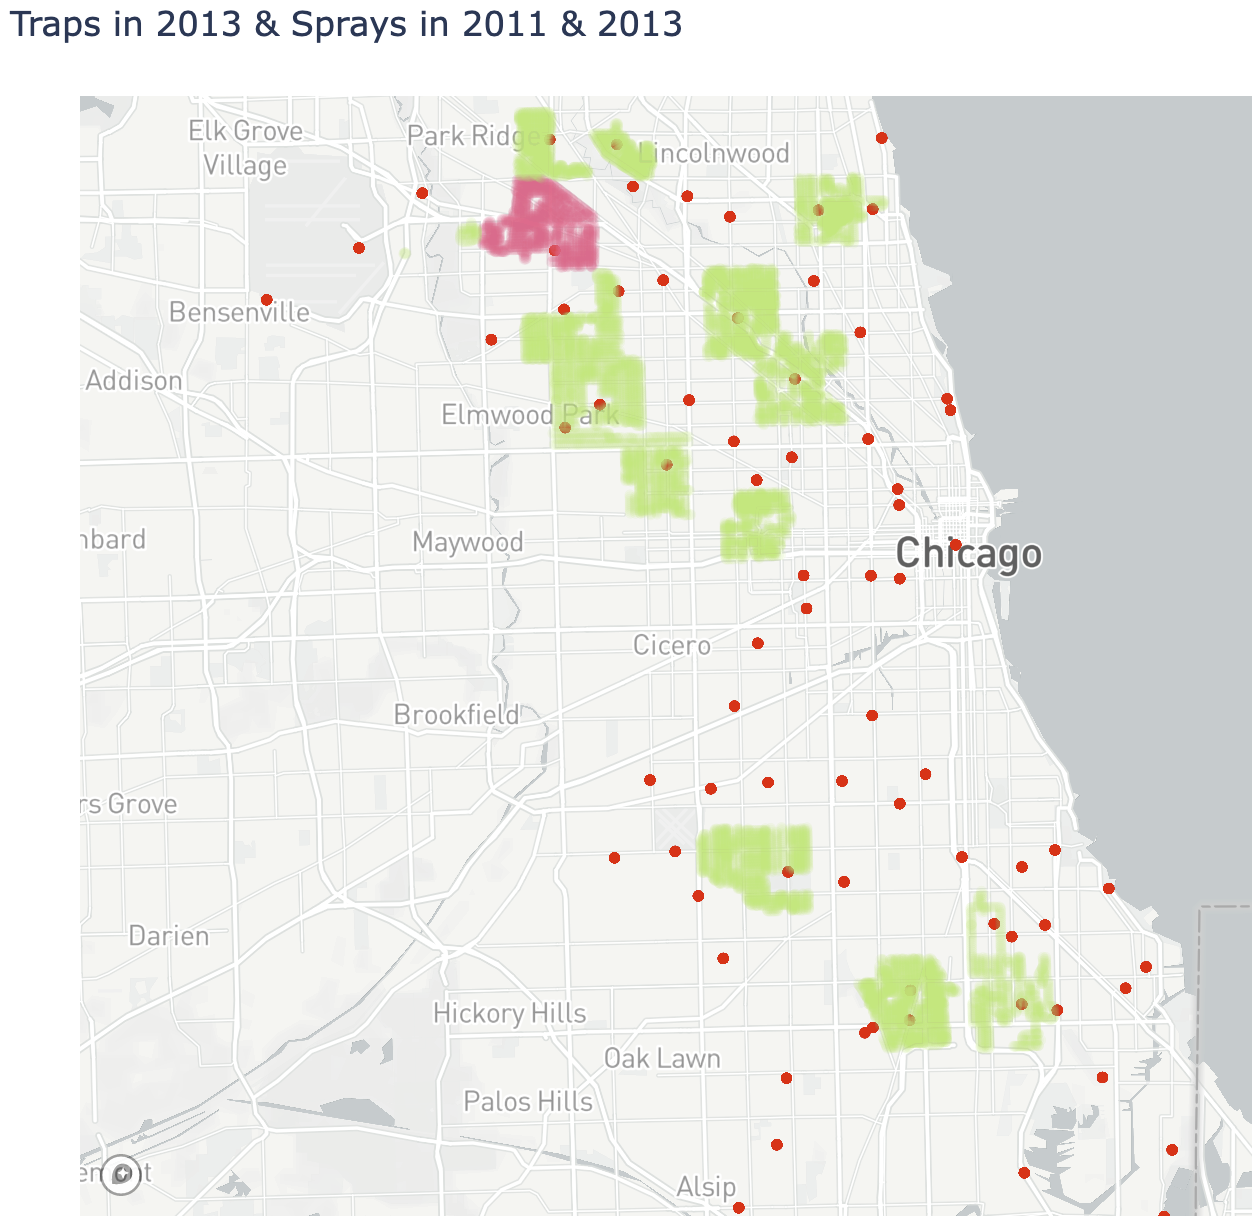 Traps in 2013 & Sprays in 2011 & 2013
Elk Grove
Village
Park Ridge
Lincolnwood
Bensenville
Addison
Elmwood Park
nbard
Maywood
Chicago
Cicero
Brookfield
rs Grove
Darien
Hickory Hills
Oak Lawn
Palos Hills
Alsip